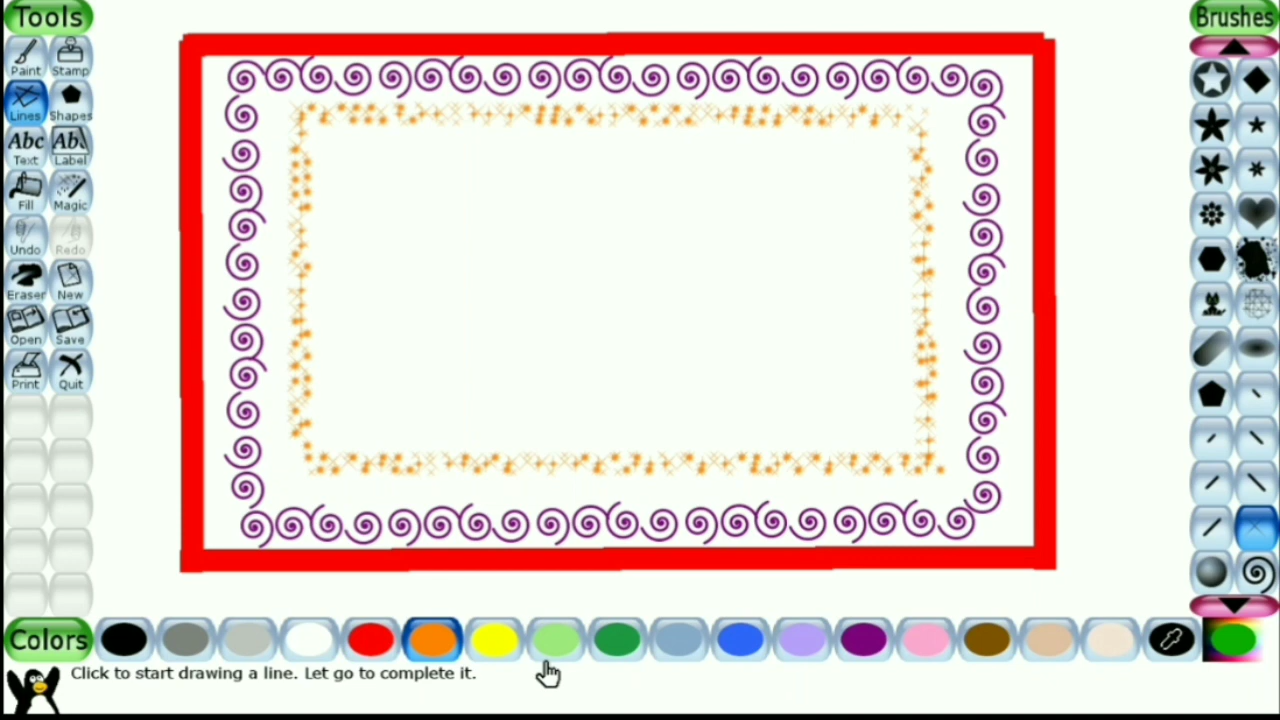 Tools
Brushes
Paint Stamp
Lines Shapes
Abc Abc
Text Label
Fill Magic
Undo Redo
Eraser New
Open Save
Print Quit
Colors
Click to start drawing a line. Let go to complete it.